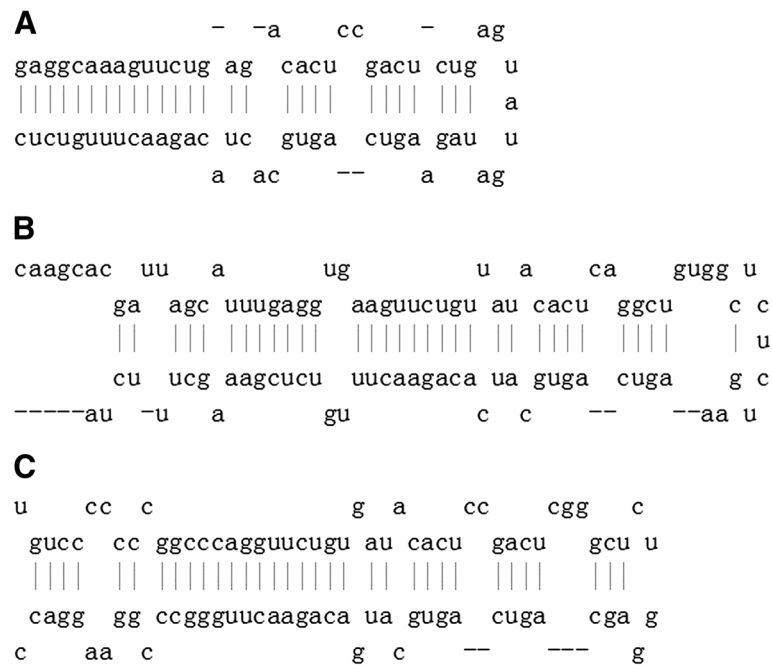 A
- -a cc - ag
gaggcaaaguucug ag cacu gacu cug u
|||||||||||||| || |||| |||| ||| a
cucuguuucaagac uc guga cuga gau u
a ac -- a ag
B
caagcac uu a ug u a ca gugg u
ga agc uuugagg aaguucugu au cacu ggcu c c
|| ||| ||||||| ||||||||| || |||| |||| | u
cu ucg aagcucu uucaagaca ua guga cuga g c
-----au -u a gu c c -- --aa u
C
u cc c g a cc cgg c
gucc cc ggcccagguucugu au cacu gacu gcu u
|||| || |||||||||||||| || |||| |||| |||
cagg gg ccggguucaagaca ua guga cuga cga g
c aa c g c -- --- g